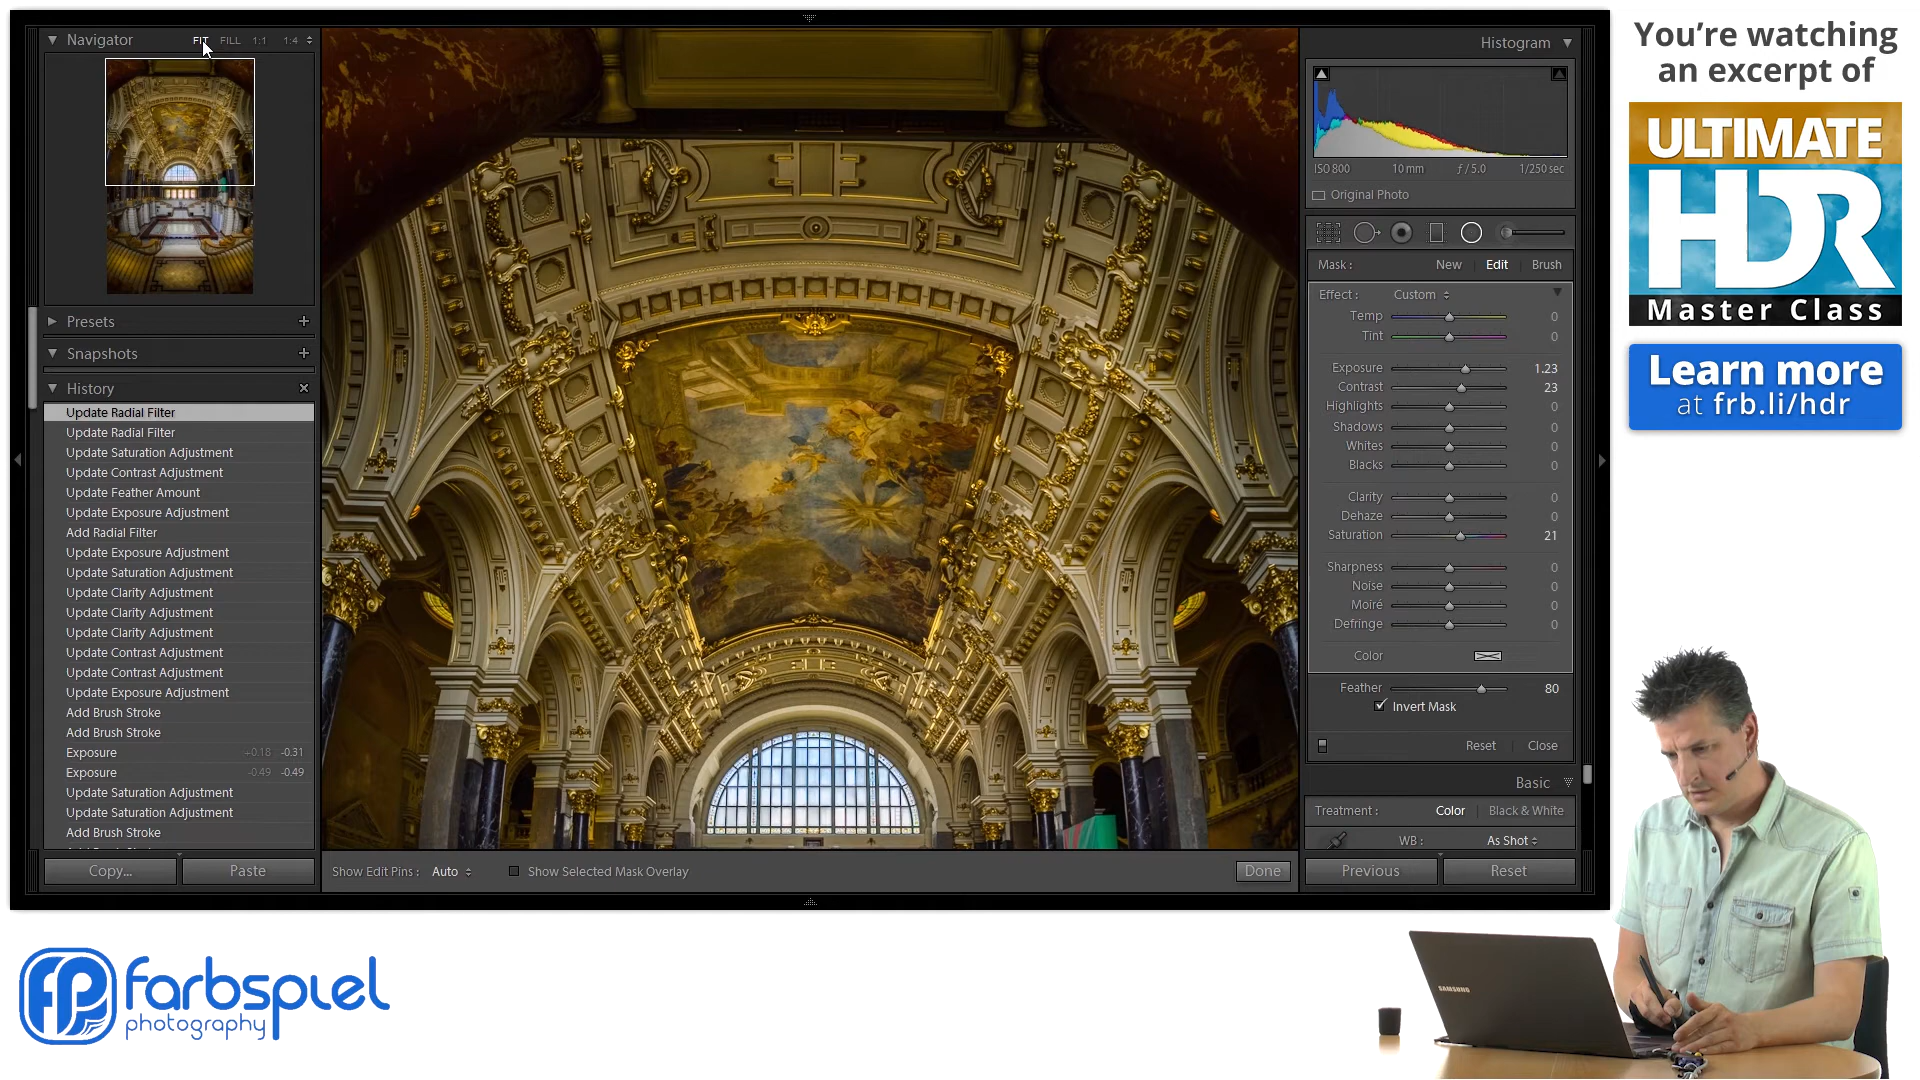 Navigator FIT FILL 1:1 1:4
Presets +
Snapshots +
History ×
Update Radial Filter
Update Radial Filter
Update Saturation Adjustment
Update Contrast Adjustment
Update Feather Amount
Update Exposure Adjustment
Add Radial Filter
Update Exposure Adjustment
Update Saturation Adjustment
Update Clarity Adjustment
Update Clarity Adjustment
Update Clarity Adjustment
Update Contrast Adjustment
Update Contrast Adjustment
Update Exposure Adjustment
Add Brush Stroke
Add Brush Stroke
Exposure +0.18 -0.31
Exposure -0.49 -0.49
Update Saturation Adjustment
Update Saturation Adjustment
Add Brush Stroke
Copy... Paste
Show Edit Pins : Auto Show Selected Mask Overlay Done
Histogram
ISO 800 10 mm ƒ / 5.0 1/250 sec
Original Photo
Mask : New Edit Brush
Effect : Custom
Temp 0
Tint 0
Exposure 1.23
Contrast 23
Highlights 0
Shadows 0
Whites 0
Blacks 0
Clarity 0
Dehaze 0
Saturation 21
Sharpness 0
Noise 0
Moiré 0
Defringe 0
Color
Feather 80
Invert Mask
Reset Close
Basic
Treatment : Color Black & White
WB : As Shot
Previous Reset
You’re watching
an excerpt of
ULTIMATE
HDR
Master Class
Learn more
at frb.li/hdr
SAMSUNG
fp farbspiel
photography